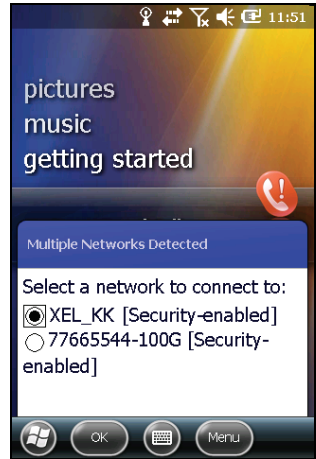 11:51
pictures
music
getting started
Multiple Networks Detected
Select a network to connect to:
XEL_KK [Security-enabled]
77665544-100G [Security-
enabled]
OK
Menu